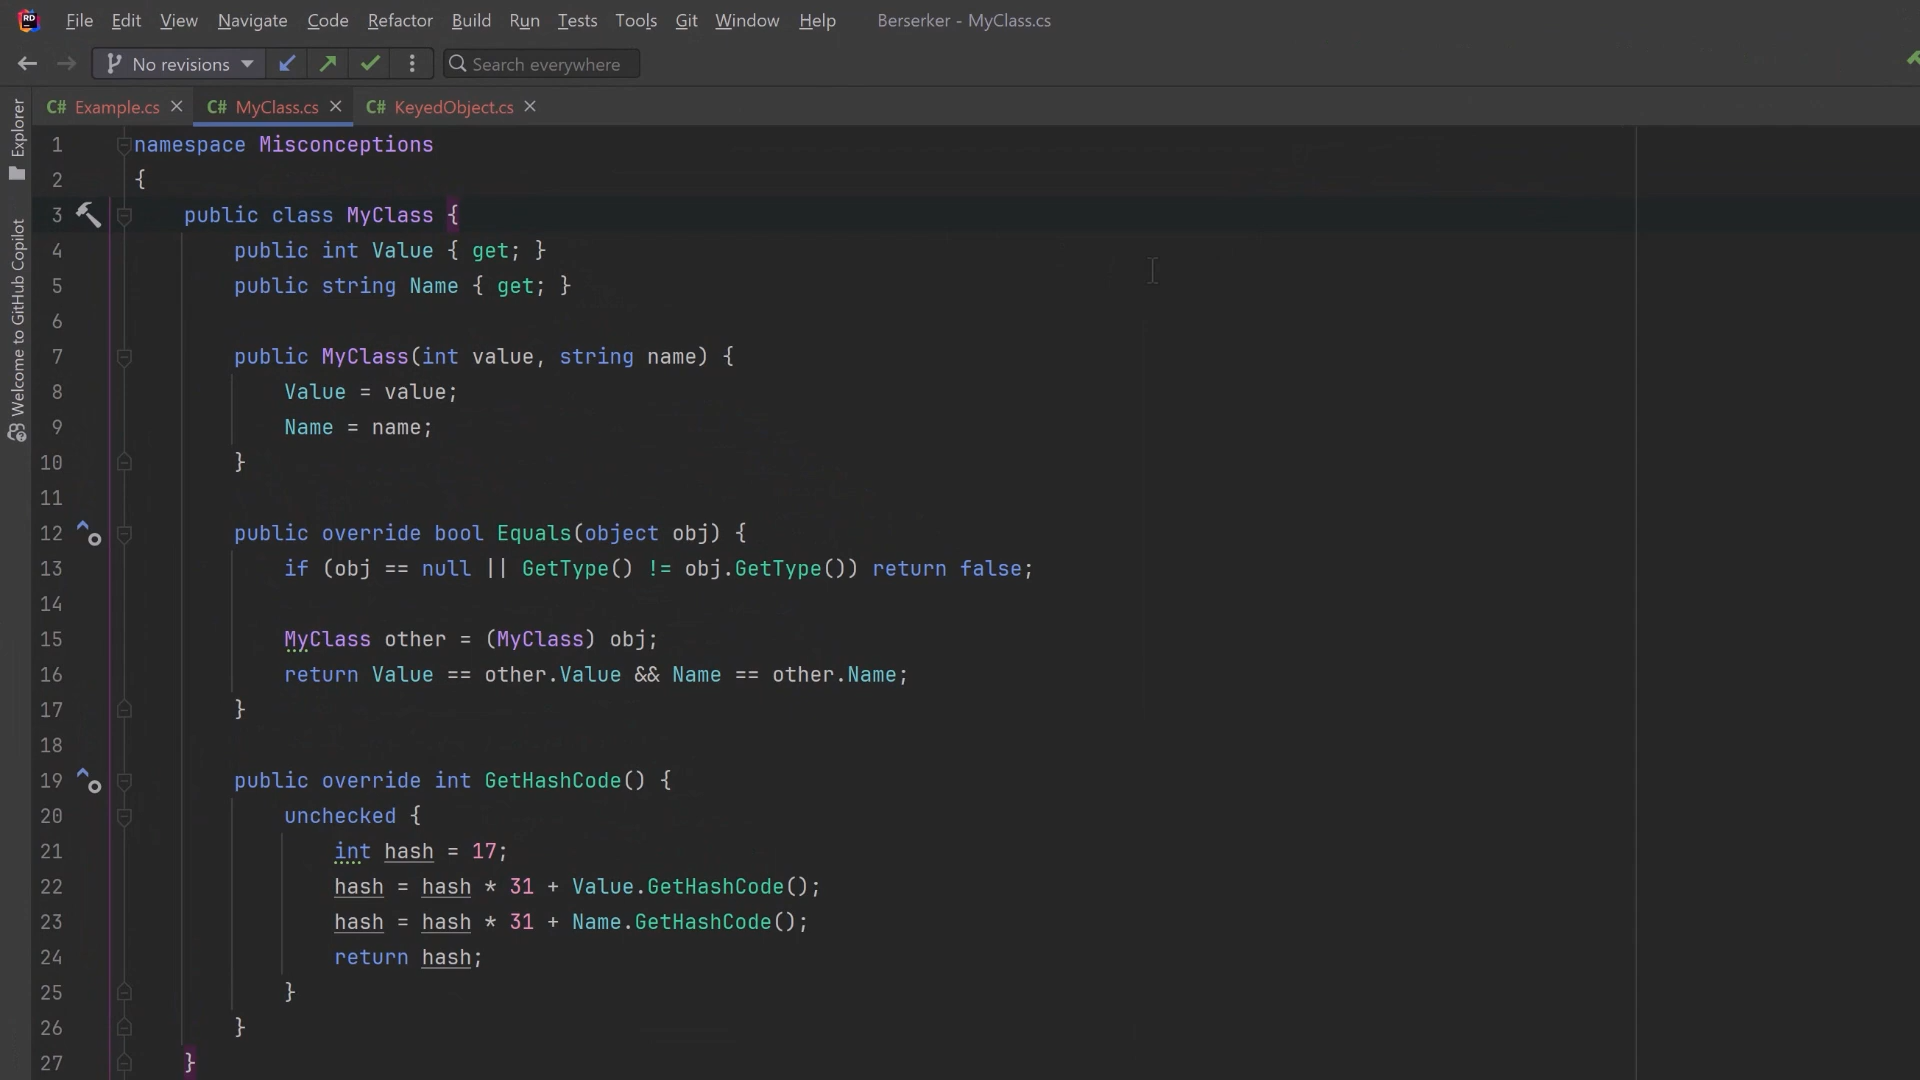 RD File Edit View Navigate Code Refactor Build Run Tests Tools Git Window Help Berserker - MyClass.cs
No revisions Search everywhere
C# Example.cs C# MyClass.cs C# KeyedObject.cs
Explorer
Welcome to GitHub Copilot
1 namespace Misconceptions
2 {
3 public class MyClass {
4 public int Value { get; }
5 public string Name { get; }
6
7 public MyClass(int value, string name) {
8 Value = value;
9 Name = name;
10 }
11
12 public override bool Equals(object obj) {
13 if (obj == null || GetType() != obj.GetType()) return false;
14
15 MyClass other = (MyClass) obj;
16 return Value == other.Value && Name == other.Name;
17 }
18
19 public override int GetHashCode() {
20 unchecked {
21 int hash = 17;
22 hash = hash * 31 + Value.GetHashCode();
23 hash = hash * 31 + Name.GetHashCode();
24 return hash;
25 }
26 }
27 }